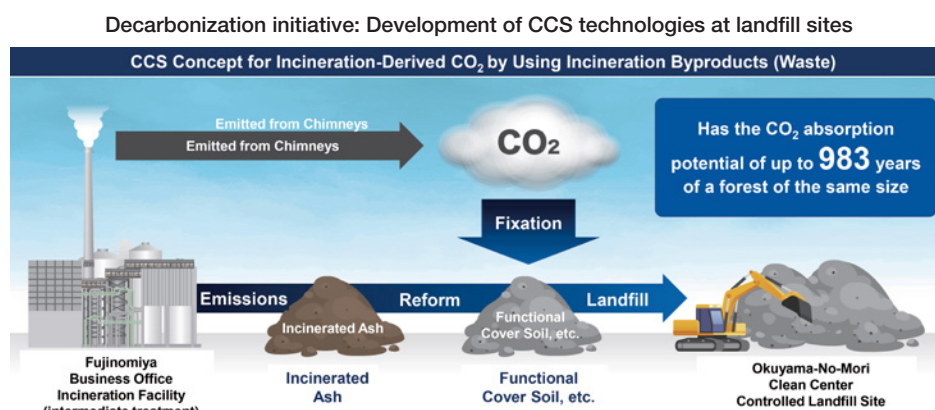 Decarbonization initiative: Development of CCS technologies at landfill sites
CCS Concept for Incineration-Derived CO₂ by Using Incineration Byproducts (Waste)
Emitted from Chimneys
Emitted from Chimneys
CO₂
Has the CO₂ absorption
potential of up to 983 years
of a forest of the same size
Fixation
Emissions
Reform
Landfill
Incinerated Ash
Functional
Cover Soil, etc.
Fujinomiya
Business Office
Incineration Facility
(intermediate treatment)
Incinerated
Ash
Functional
Cover Soil, etc.
Okuyama-No-Mori
Clean Center
Controlled Landfill Site